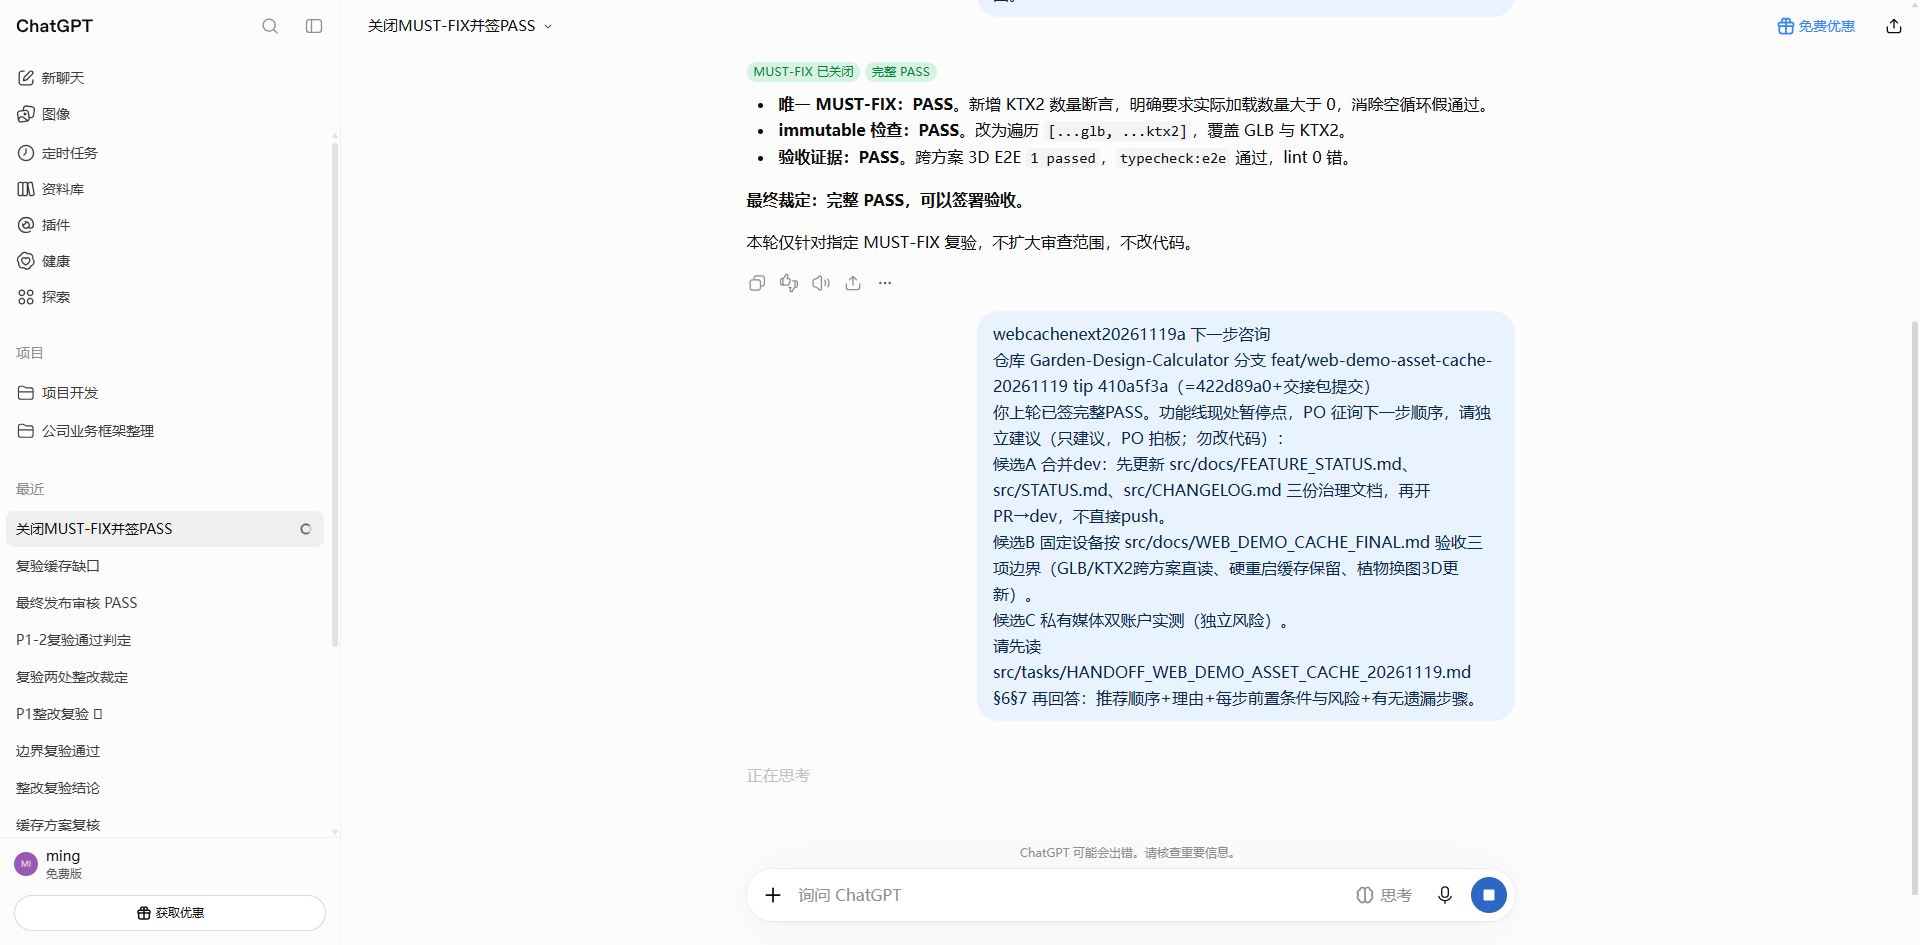 ChatGPT
新聊天
图像
定时任务
资料库
插件
健康
探索
项目
项目开发
公司业务框架整理
最近
关闭MUST-FIX并签PASS
复验缓存缺口
最终发布审核 PASS
P1-2复验通过判定
复验两处整改裁定
P1整改复验
边界复验通过
整改复验结论
缓存方案复核
MI
ming
免费版
获取优惠
关闭MUST-FIX并签PASS
免费优惠
MUST-FIX 已关闭 完整 PASS
• 唯一 MUST-FIX：PASS。新增 KTX2 数量断言，明确要求实际加载数量大于 0，消除空循环假通过。
• immutable 检查：PASS。改为遍历 [...glb, ...ktx2]，覆盖 GLB 与 KTX2。
• 验收证据：PASS。跨方案 3D E2E 1 passed，typecheck:e2e 通过，lint 0 错。
最终裁定：完整 PASS，可以签署验收。
本轮仅针对指定 MUST-FIX 复验，不扩大审查范围，不改代码。
webcachenext20261119a 下一步咨询
仓库 Garden-Design-Calculator 分支 feat/web-demo-asset-cache-
20261119 tip 410a5f3a（=422d89a0+交接包提交）
你上轮已签完整PASS。功能线现处暂停点，PO 征询下一步顺序，请独
立建议（只建议，PO 拍板；勿改代码）：
候选A 合并dev：先更新 src/docs/FEATURE_STATUS.md、
src/STATUS.md、src/CHANGELOG.md 三份治理文档，再开
PR→dev，不直接push。
候选B 固定设备按 src/docs/WEB_DEMO_CACHE_FINAL.md 验收三
项边界（GLB/KTX2跨方案直读、硬重启缓存保留、植物换图3D更
新）。
候选C 私有媒体双账户实测（独立风险）。
请先读
src/tasks/HANDOFF_WEB_DEMO_ASSET_CACHE_20261119.md
§6§7 再回答：推荐顺序+理由+每步前置条件与风险+有无遗漏步骤。
正在思考
ChatGPT 可能会出错。请核查重要信息。
询问 ChatGPT
思考